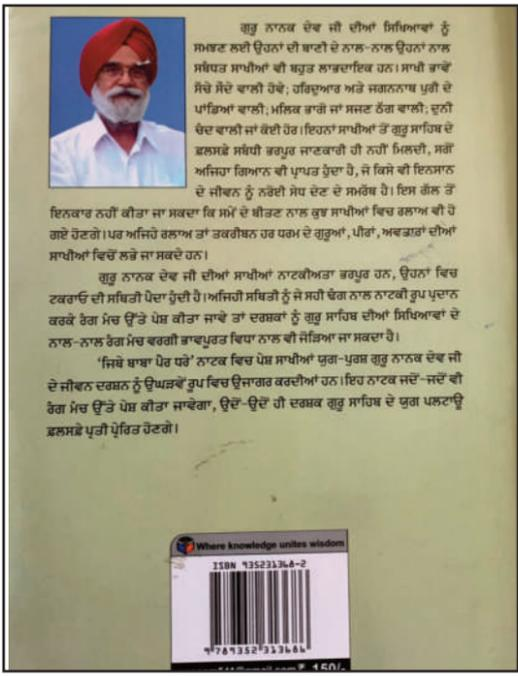 ਗੁਰੂ ਨਾਨਕ ਦੇਵ ਜੀ ਦੀਆਂ ਸਿਖਿਆਵਾਂ ਨੂੰ
ਸਮਝਣ ਲਈ ਉਹਨਾਂ ਦੀ ਬਾਣੀ ਦੇ ਨਾਲ-ਨਾਲ ਉਹਨਾਂ ਨਾਲ
ਸਬੰਧਤ ਸਾਖੀਆਂ ਵੀ ਬਹੁਤ ਲਾਭਦਾਇਕ ਹਨ। ਸਾਖੀ ਭਾਵੇਂ
ਸੱਚੇ ਸੌਦੇ ਵਾਲੀ ਹੋਵੇ; ਹਰਿਦੁਆਰ ਅਤੇ ਜਗਨਨਾਥ ਪੁਰੀ ਦੇ
ਪਾਂਡਿਆਂ ਵਾਲੀ; ਮਲਿਕ ਭਾਗੋ ਜਾਂ ਸਜਣ ਠੱਗ ਵਾਲੀ; ਦੁਨੀ
ਚੰਦ ਵਾਲੀ ਜਾਂ ਕੋਈ ਹੋਰ। ਇਹਨਾਂ ਸਾਖੀਆਂ ਤੋਂ ਗੁਰੂ ਸਾਹਿਬ ਦੇ
ਫ਼ਲਸਫ਼ੇ ਸਬੰਧੀ ਭਰਪੂਰ ਜਾਣਕਾਰੀ ਹੀ ਨਹੀਂ ਮਿਲਦੀ, ਸਗੋਂ
ਅਜਿਹਾ ਗਿਆਨ ਵੀ ਪ੍ਰਾਪਤ ਹੁੰਦਾ ਹੈ, ਜੋ ਕਿਸੇ ਵੀ ਇਨਸਾਨ
ਦੇ ਜੀਵਨ ਨੂੰ ਨਰੋਈ ਸੇਧ ਦੇਣ ਦੇ ਸਮਰੱਥ ਹੈ। ਇਸ ਗੱਲ ਤੋਂ
ਇਨਕਾਰ ਨਹੀਂ ਕੀਤਾ ਜਾ ਸਕਦਾ ਕਿ ਸਮੇਂ ਦੇ ਬੀਤਣ ਨਾਲ ਕੁਝ ਸਾਖੀਆਂ ਵਿਚ ਰਲਾਅ ਵੀ ਹੋ
ਗਏ ਹੋਣਗੇ। ਪਰ ਅਜਿਹੇ ਰਲਾਅ ਤਾਂ ਤਕਰੀਬਨ ਹਰ ਧਰਮ ਦੇ ਗੁਰੂਆਂ, ਪੀਰਾਂ, ਅਵਤਾਰਾਂ ਦੀਆਂ
ਸਾਖੀਆਂ ਵਿਚੋਂ ਲਭੇ ਜਾ ਸਕਦੇ ਹਨ।
ਗੁਰੂ ਨਾਨਕ ਦੇਵ ਜੀ ਦੀਆਂ ਸਾਖੀਆਂ ਨਾਟਕੀਅਤਾ ਭਰਪੂਰ ਹਨ, ਉਹਨਾਂ ਵਿਚ
ਟਕਰਾਓ ਦੀ ਸਥਿਤੀ ਪੈਦਾ ਹੁੰਦੀ ਹੈ। ਅਜਿਹੀ ਸਥਿਤੀ ਨੂੰ ਜੇ ਸਹੀ ਢੰਗ ਨਾਲ ਨਾਟਕੀ ਰੂਪ ਪ੍ਰਦਾਨ
ਕਰਕੇ ਰੰਗ ਮੰਚ ਉੱਤੇ ਪੇਸ਼ ਕੀਤਾ ਜਾਵੇ ਤਾਂ ਦਰਸ਼ਕਾਂ ਨੂੰ ਗੁਰੂ ਸਾਹਿਬ ਦੀਆਂ ਸਿਖਿਆਵਾਂ ਦੇ
ਨਾਲ-ਨਾਲ ਰੰਗ ਮੰਚ ਵਰਗੀ ਭਾਵਪੂਰਤ ਵਿਧਾ ਨਾਲ ਵੀ ਜੋੜਿਆ ਜਾ ਸਕਦਾ ਹੈ।
'ਜਿਥੇ ਬਾਬਾ ਪੈਰ ਧਰੇ' ਨਾਟਕ ਵਿਚ ਪੇਸ਼ ਸਾਖੀਆਂ ਯੁਗ-ਪੁਰਸ਼ ਗੁਰੂ ਨਾਨਕ ਦੇਵ ਜੀ
ਦੇ ਜੀਵਨ ਦਰਸ਼ਨ ਨੂੰ ਉਘੜਵੇਂ ਰੂਪ ਵਿਚ ਉਜਾਗਰ ਕਰਦੀਆਂ ਹਨ। ਇਹ ਨਾਟਕ ਜਦੋਂ-ਜਦੋਂ ਵੀ
ਰੰਗ ਮੰਚ ਉੱਤੇ ਪੇਸ਼ ਕੀਤਾ ਜਾਵੇਗਾ, ਉਦੋਂ-ਉਦੋਂ ਹੀ ਦਰਸ਼ਕ ਗੁਰੂ ਸਾਹਿਬ ਦੇ ਯੁਗ ਪਲਟਾਊ
ਫ਼ਲਸਫ਼ੇ ਪ੍ਰਤੀ ਪ੍ਰੇਰਿਤ ਹੋਣਗੇ।
Where knowledge unites wisdom
ISBN 935231368-2
9 789352 313686
₹ 150/-